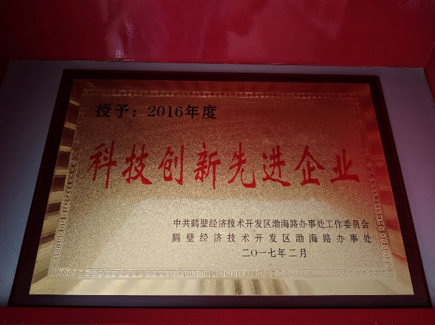 授予：2016年度
科技创新先进企业
中共鹤壁经济技术开发区渤海路办事处工作委员会
鹤壁经济技术开发区渤海路办事处
二〇一七年二月